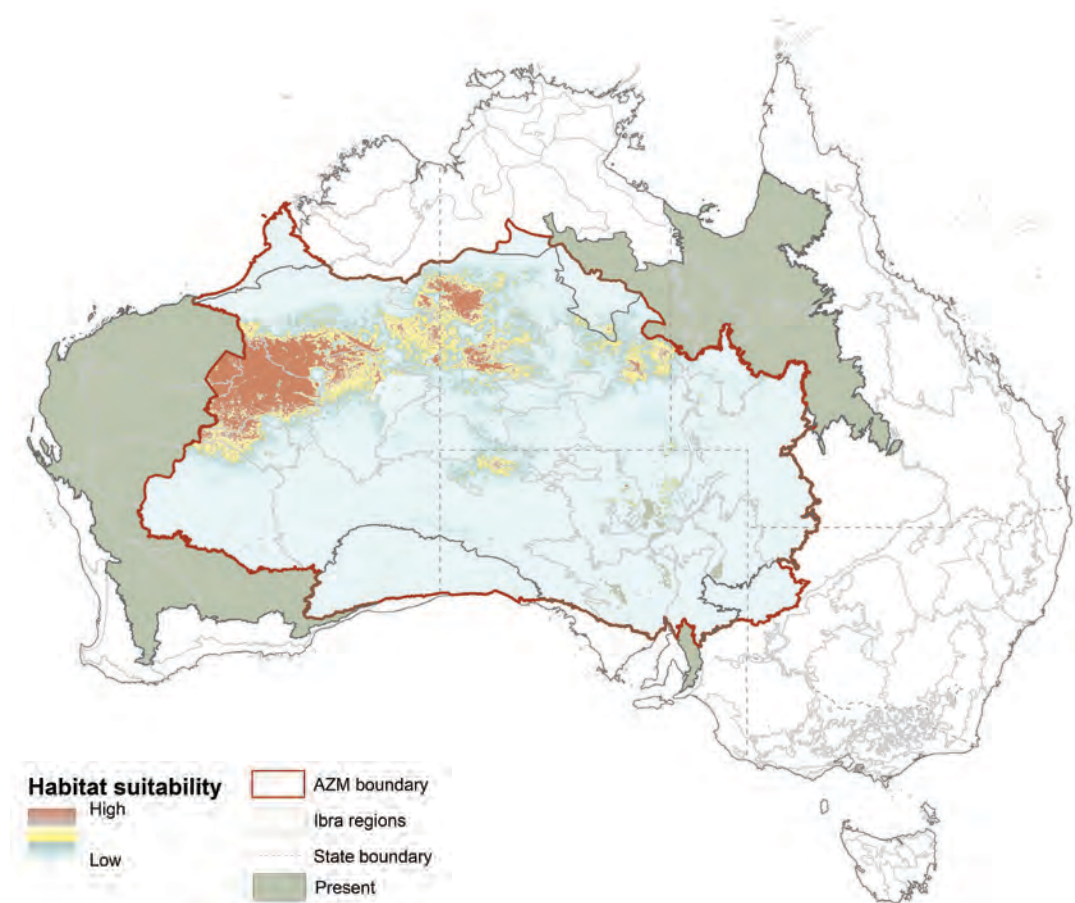 Habitat suitability
High
Low
AZM boundary
Ibra regions
State boundary
Present